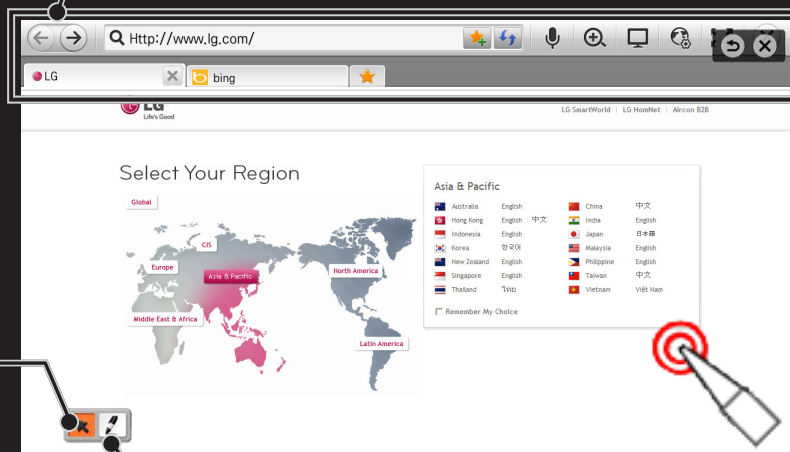 Http://www.lg.com/
LG
bing
LG
Life's Good
LG SmartWorld | LG HomNet | Aircon B2B
Select Your Region
Global
CIS
Europe
Asia & Pacific
North America
Middle East & Africa
Latin America
Asia & Pacific
Australia English China 中文
Hong Kong English 中文 India English
Indonesia English Japan 日本語
Korea 한국어 Malaysia English
New Zealand English Philippine English
Singapore English Taiwan 中文
Thailand ไทย Vietnam Việt Nam
Remember My Choice